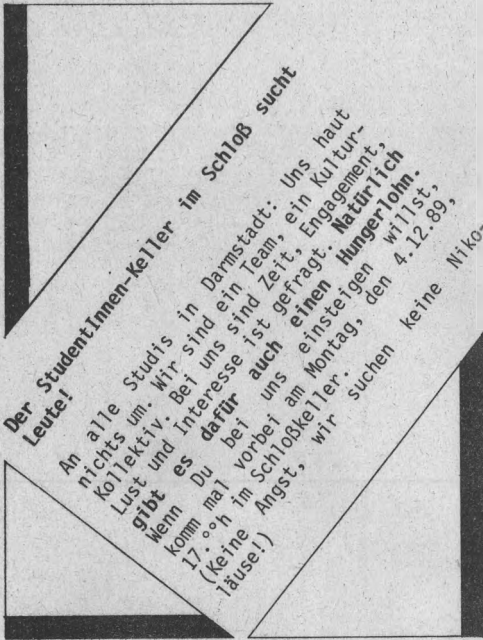 Der StudentInnen-Keller im Schloß sucht
Leute!
An alle Studis in Darmstadt: Uns haut
nichts um. Wir sind ein Team, ein Kultur-
Kollektiv. Bei uns sind Zeit, Engagement,
Lust und Interesse ist gefragt. Natürlich
gibt es dafür auch einen Hungerlohn.
Wenn Du bei uns einsteigen willst,
komm mal vorbei am Montag, den 4.12.89,
17.°°h im Schloßkeller.
(Keine Angst, wir suchen keine Niko-
läuse!)